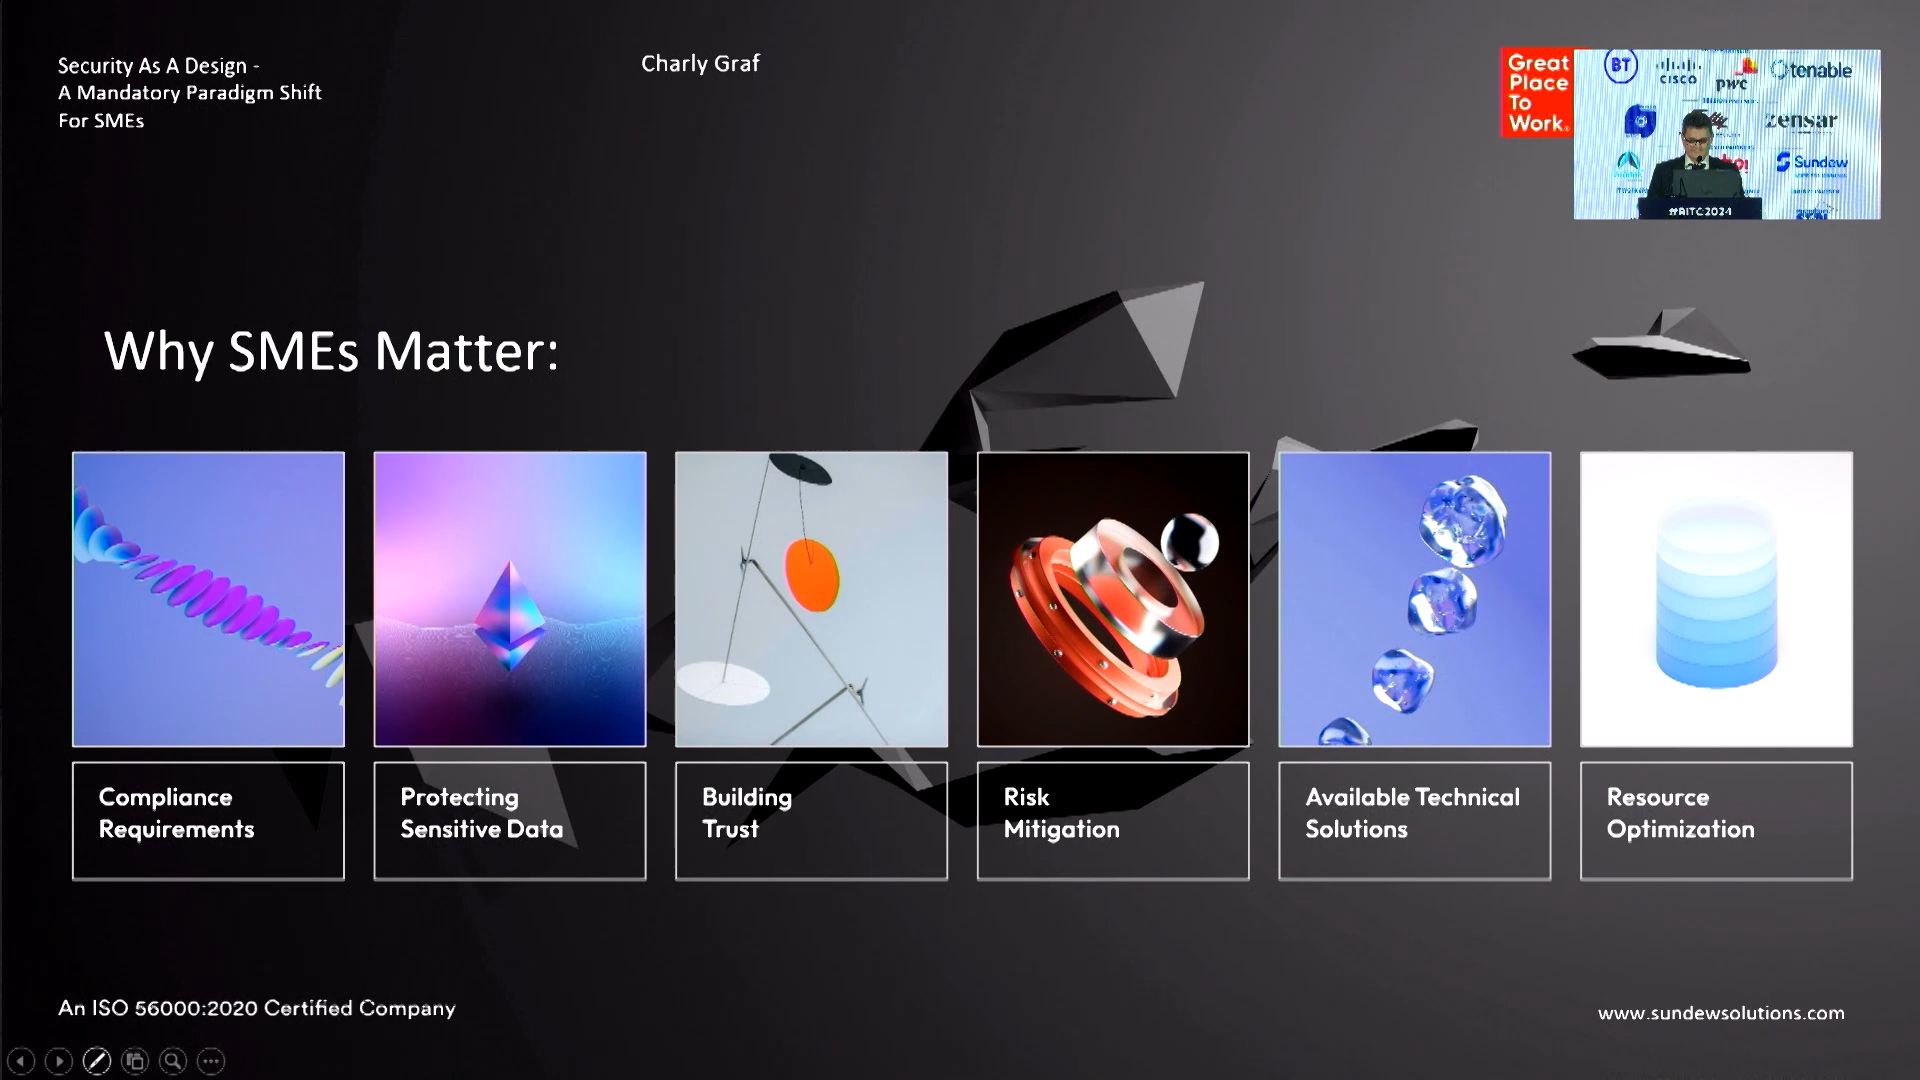 Security As A Design -
A Mandatory Paradigm Shift
For SMEs
Charly Graf
Great
Place
To
Work.
BT
CISCO
pwc
tenable
zensar
Sundew
#BITC2024
Why SMEs Matter:
Compliance
Requirements
Protecting
Sensitive Data
Building
Trust
Risk
Mitigation
Available Technical
Solutions
Resource
Optimization
An ISO 56000:2020 Certified Company
www.sundewsolutions.com